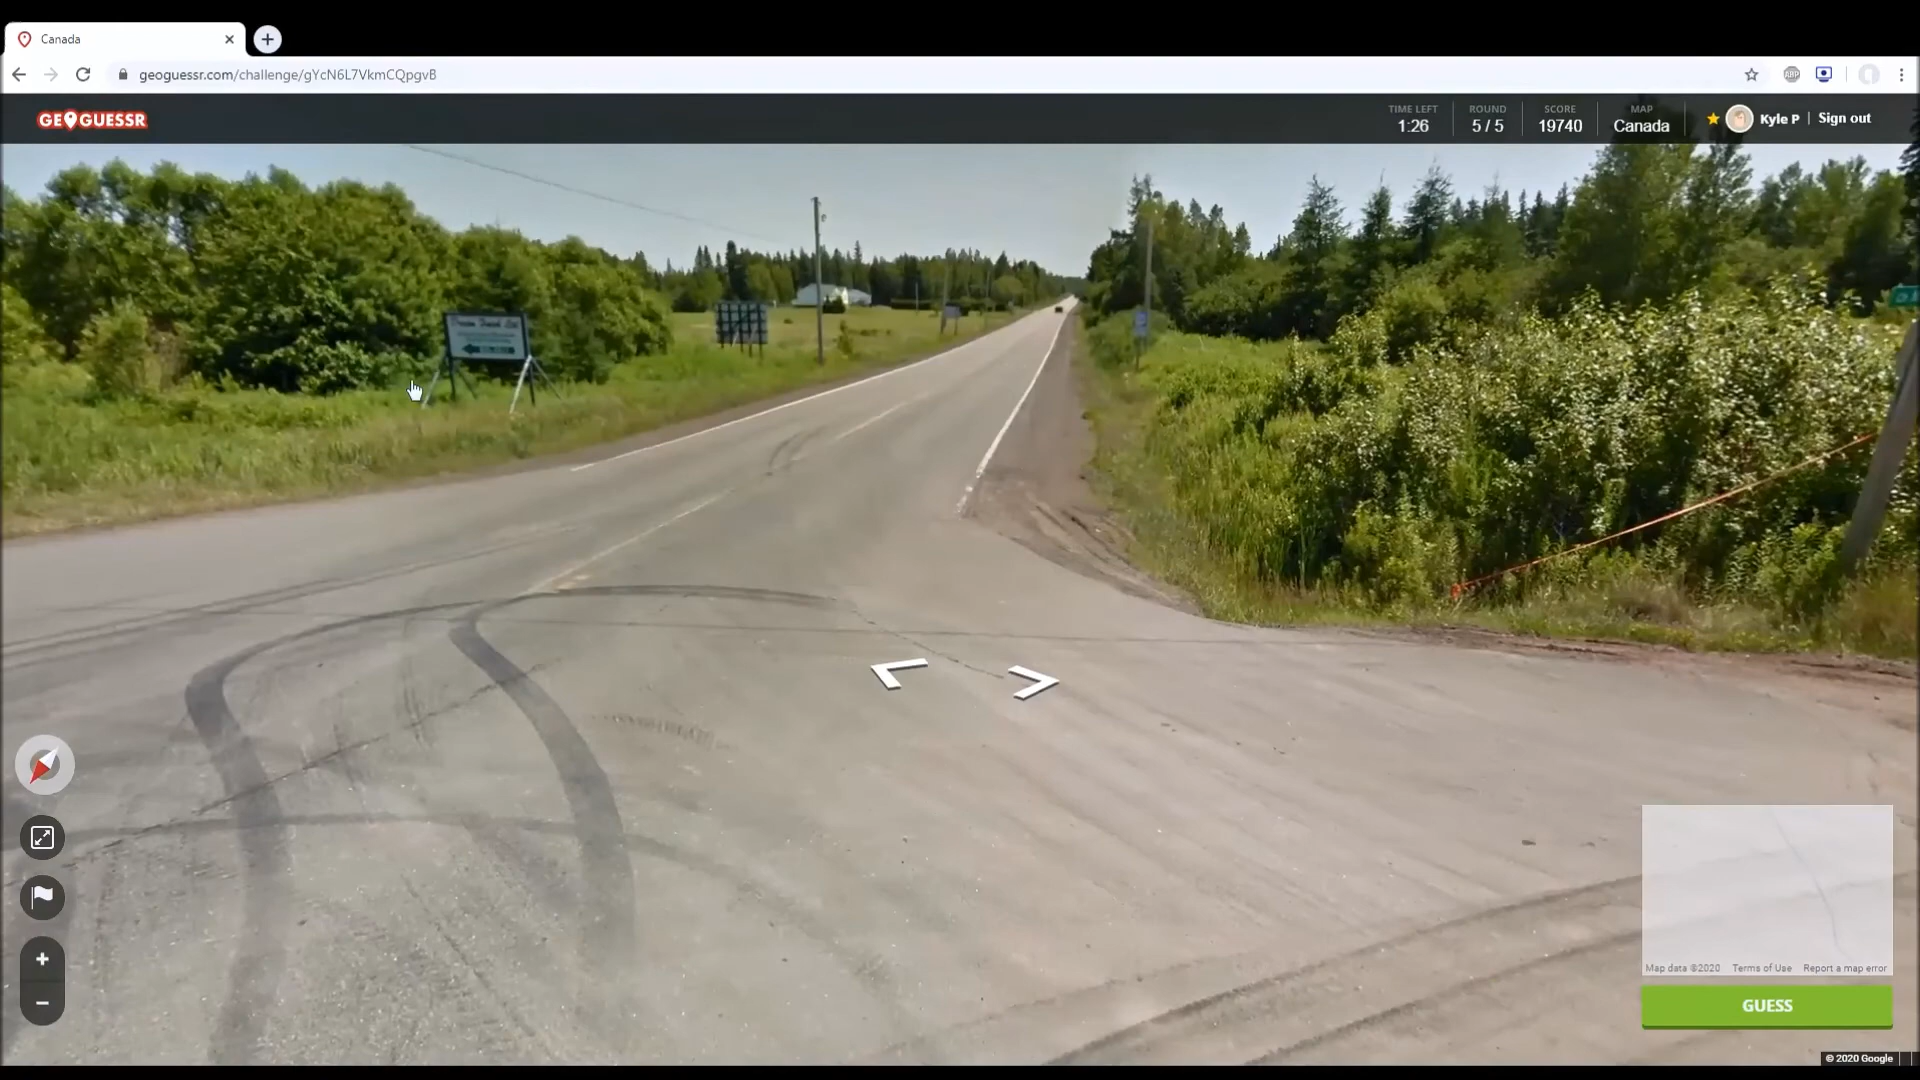 Canada
geoguessr.com/challenge/gYcN6L7VkmCQpgvB
ABP
GEOGUESSR
TIME LEFT
1:26
ROUND
5 / 5
SCORE
19740
MAP
Canada
Kyle P
Sign out
Map data ©2020
Terms of Use
Report a map error
GUESS
© 2020 Google